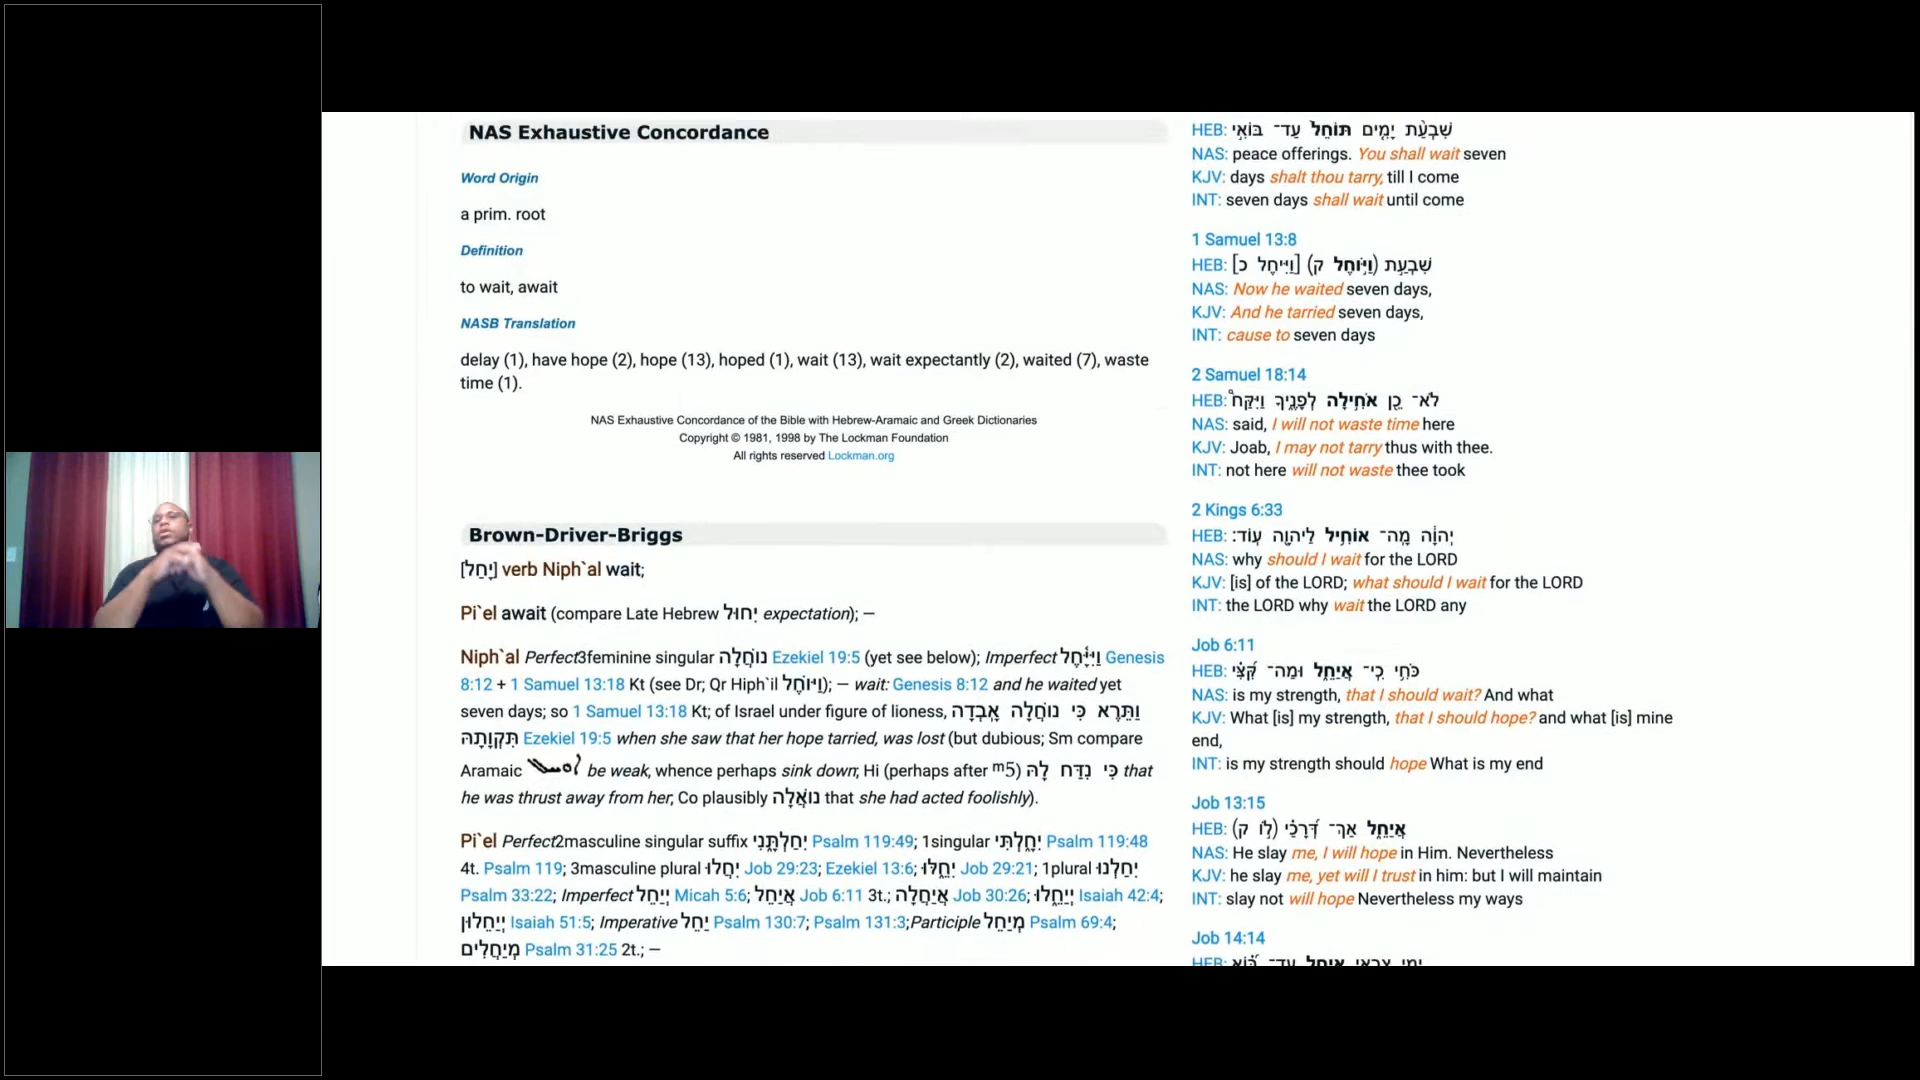 NAS Exhaustive Concordance
Word Origin
a prim. root
Definition
to wait, await
NASB Translation
delay (1), have hope (2), hope (13), hoped (1), wait (13), wait expectantly (2), waited (7), waste
time (1).
NAS Exhaustive Concordance of the Bible with Hebrew-Aramaic and Greek Dictionaries
Copyright © 1981, 1998 by The Lockman Foundation
All rights reserved Lockman.org
Brown-Driver-Briggs
[יָחַל] verb Niph`al wait;
Pi`el await (compare Late Hebrew יִחוּל expectation); —
Niph`al Perfect3feminine singular נוֺחֲלָה Ezekiel 19:5 (yet see below); Imperfect וַיִּיָּ֫חֶל Genesis
8:12 + 1 Samuel 13:18 Kt (see Dr; Qr Hiph`il וַיּוֺחֶל); — wait: Genesis 8:12 and he waited yet
seven days; so 1 Samuel 13:18 Kt; of Israel under figure of lioness, וַתֵּרֶא כִּי נוֺחֲלָה אָֽבְדָה
תִּקְוָתָהּ Ezekiel 19:5 when she saw that her hope tarried, was lost (but dubious; Sm compare
Aramaic be weak, whence perhaps sink down; Hi (perhaps after ᵐ5) כִּי נִדַּח לָהּ that
he was thrust away from her, Co plausibly נוֺאֲלָה that she had acted foolishly).
Pi`el Perfect2masculine singular suffix יִחַלְתָּ֑נִי Psalm 119:49; 1singular יִחָ֑לְתִּי Psalm 119:48
4t. Psalm 119; 3masculine plural יִחֲלוּ Job 29:23; Ezekiel 13:6; יִחֵ֑לּוּ Job 29:21; 1plural יִחַלְנוּ
Psalm 33:22; Imperfect יְיַחֵל Micah 5:6; אֲיַחֵל Job 6:11 3t.; אֲיַחֲלָה Job 30:26; יְיַחֵ֑לוּ Isaiah 42:4;
יְיַחֵלוּן Isaiah 51:5; Imperative יַחֵל Psalm 130:7; Psalm 131:3;Participle מְיַחֵל Psalm 69:4;
מְיַחֲלִים Psalm 31:25 2t.; —
HEB: שִׁבְעַ֨ת יָמִ֤ים תּוֹחֵל֙ עַד־ בּוֹאִ֣י
NAS: peace offerings. You shall wait seven
KJV: days shalt thou tarry, till I come
INT: seven days shall wait until come
1 Samuel 13:8
HEB: שִׁבְעַ֣ת (וַיּ֣וֹחֶל ק) [וַיִּיחֶל כ]
NAS: Now he waited seven days,
KJV: And he tarried seven days,
INT: cause to seven days
2 Samuel 18:14
HEB: לֹא־ כֵ֖ן אֹחִ֣ילָה לְפָנֶ֑יךָ וַיִּקַּח֩
NAS: said, I will not waste time here
KJV: Joab, I may not tarry thus with thee.
INT: not here will not waste thee took
2 Kings 6:33
HEB: יְהוָ֔ה מָֽה־ אוֹחִ֥יל לַיהוָ֖ה עֽוֹד׃
NAS: why should I wait for the LORD
KJV: [is] of the LORD; what should I wait for the LORD
INT: the LORD why wait the LORD any
Job 6:11
HEB: כֹּחִ֥י כִֽי־ אֲיַחֵ֑ל וּמַה־ קִּ֝צִּ֗י
NAS: is my strength, that I should wait? And what
KJV: What [is] my strength, that I should hope? and what [is] mine
end,
INT: is my strength should hope What is my end
Job 13:15
HEB: אֲיַחֵ֑ל אַךְ־ דְּ֝רָכַ֗י (ל֣וֹ ק)
NAS: He slay me, I will hope in Him. Nevertheless
KJV: he slay me, yet will I trust in him: but I will maintain
INT: slay not will hope Nevertheless my ways
Job 14:14
HEB: יְמֵ֣י צְבָאִ֣י אֲיַחֵ֑ל עַד־ בּ֝֗וֹא